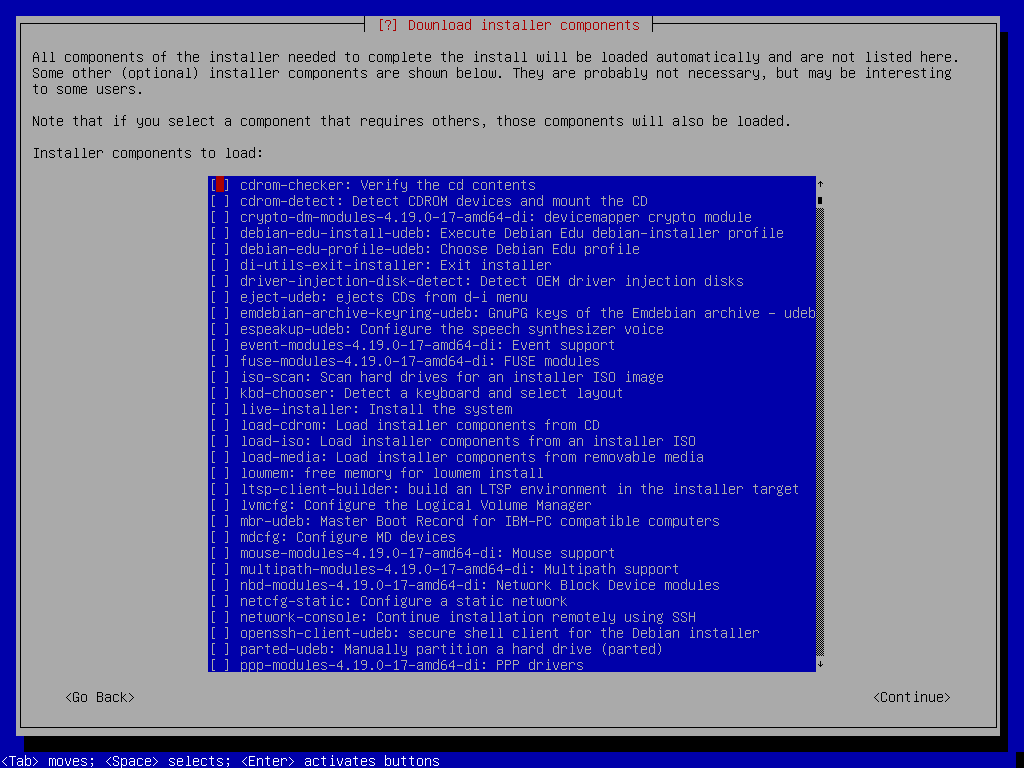 [?] Download installer components
All components of the installer needed to complete the install will be loaded automatically and are not listed here.
Some other (optional) installer components are shown below. They are probably not necessary, but may be interesting
to some users.
Note that if you select a component that requires others, those components will also be loaded.
Installer components to load:
[ ] cdrom-checker: Verify the cd contents
[ ] cdrom-detect: Detect CDROM devices and mount the CD
[ ] crypto-dm-modules-4.19.0-17-amd64-di: devicemapper crypto module
[ ] debian-edu-install-udeb: Execute Debian Edu debian-installer profile
[ ] debian-edu-profile-udeb: Choose Debian Edu profile
[ ] di-utils-exit-installer: Exit installer
[ ] driver-injection-disk-detect: Detect OEM driver injection disks
[ ] eject-udeb: ejects CDs from d-i menu
[ ] emdebian-archive-keyring-udeb: GnuPG keys of the Emdebian archive - udeb
[ ] espeakup-udeb: Configure the speech synthesizer voice
[ ] event-modules-4.19.0-17-amd64-di: Event support
[ ] fuse-modules-4.19.0-17-amd64-di: FUSE modules
[ ] iso-scan: Scan hard drives for an installer ISO image
[ ] kbd-chooser: Detect a keyboard and select layout
[ ] live-installer: Install the system
[ ] load-cdrom: Load installer components from CD
[ ] load-iso: Load installer components from an installer ISO
[ ] load-media: Load installer components from removable media
[ ] lowmem: free memory for lowmem install
[ ] ltsp-client-builder: build an LTSP environment in the installer target
[ ] lvmcfg: Configure the Logical Volume Manager
[ ] mbr-udeb: Master Boot Record for IBM-PC compatible computers
[ ] mdcfg: Configure MD devices
[ ] mouse-modules-4.19.0-17-amd64-di: Mouse support
[ ] multipath-modules-4.19.0-17-amd64-di: Multipath support
[ ] nbd-modules-4.19.0-17-amd64-di: Network Block Device modules
[ ] netcfg-static: Configure a static network
[ ] network-console: Continue installation remotely using SSH
[ ] openssh-client-udeb: secure shell client for the Debian installer
[ ] parted-udeb: Manually partition a hard drive (parted)
[ ] ppp-modules-4.19.0-17-amd64-di: PPP drivers
<Go Back> <Continue>
<Tab> moves; <Space> selects; <Enter> activates buttons